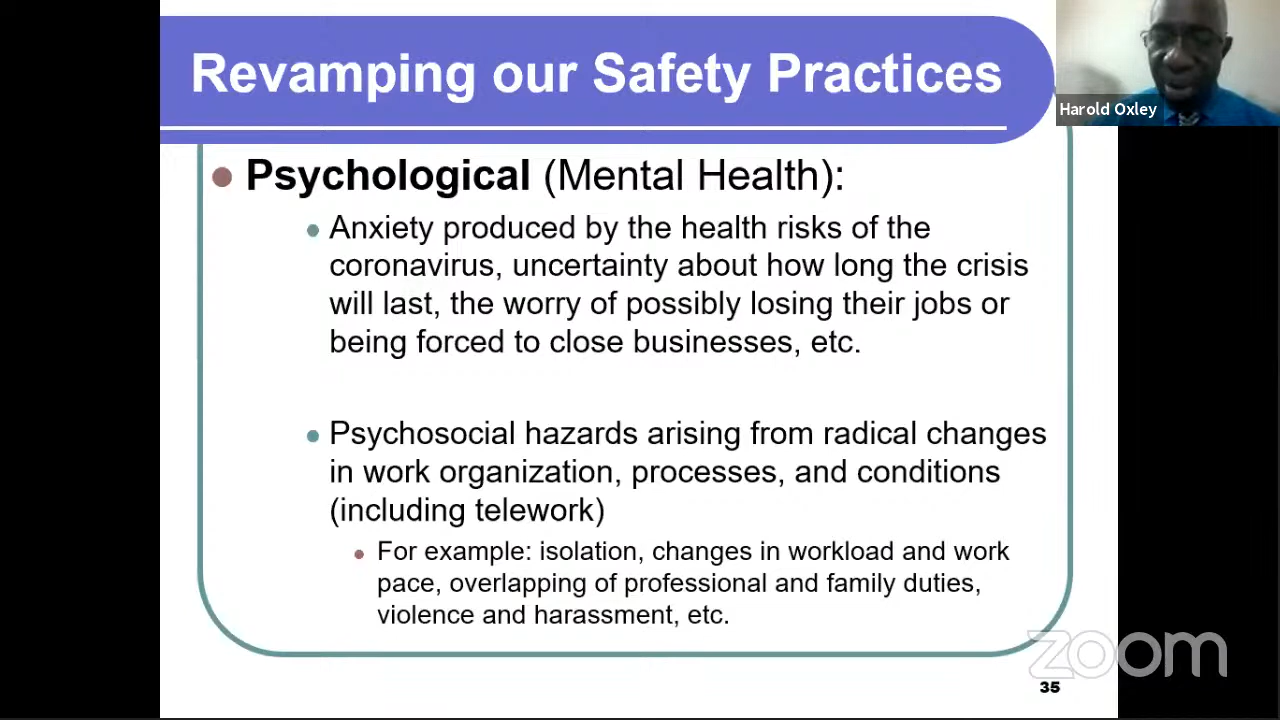 Revamping our Safety Practices
Harold Oxley
Psychological (Mental Health):
Anxiety produced by the health risks of the
coronavirus, uncertainty about how long the crisis
will last, the worry of possibly losing their jobs or
being forced to close businesses, etc.
Psychosocial hazards arising from radical changes
in work organization, processes, and conditions
(including telework)
For example: isolation, changes in workload and work
pace, overlapping of professional and family duties,
violence and harassment, etc.
zoom
35